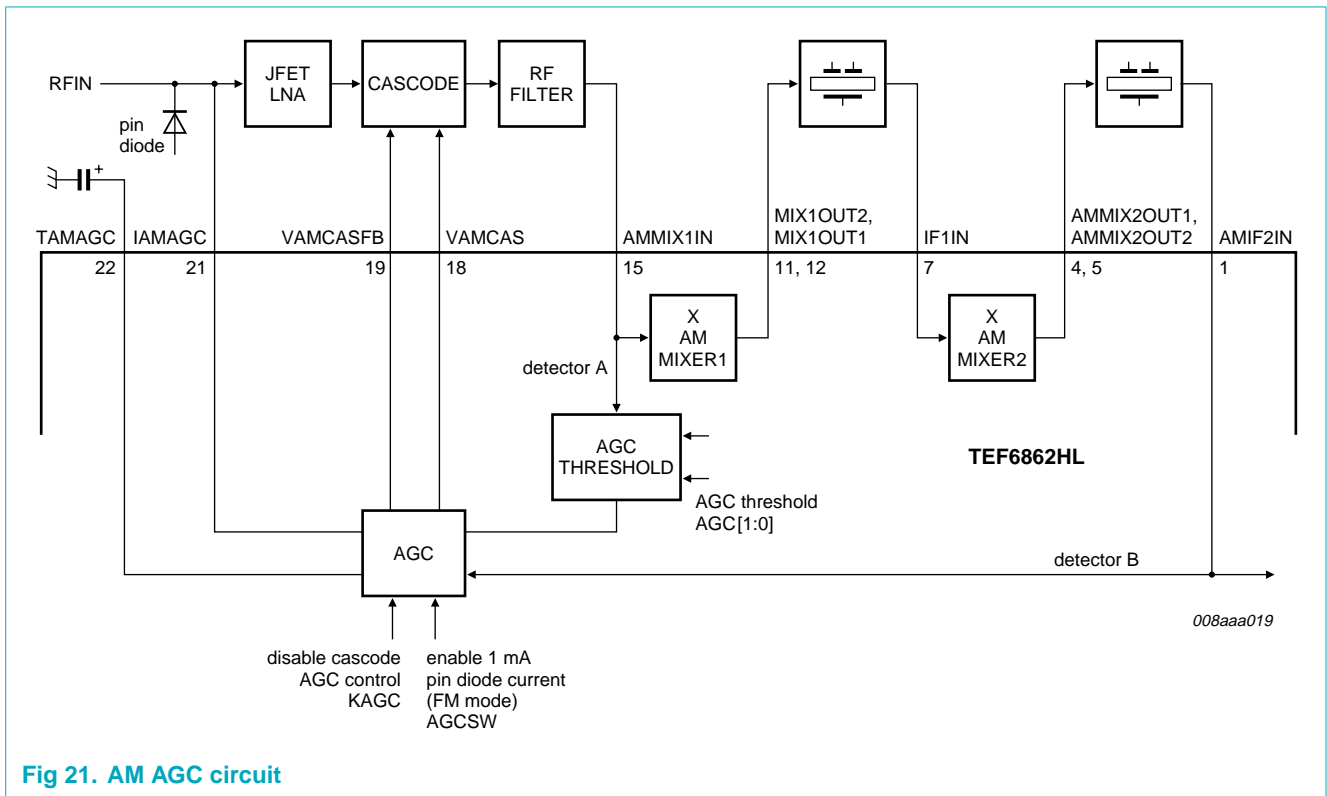 RFIN
pin
diode
JFET
LNA
CASCODE
RF
FILTER
+
TAMAGC
IAMAGC
VAMCASFB
VAMCAS
AMMIX1IN
MIX1OUT2,
MIX1OUT1
IF1IN
AMMIX2OUT1,
AMMIX2OUT2
AMIF2IN
22
21
19
18
15
11, 12
7
4, 5
1
X
AM
MIXER1
X
AM
MIXER2
detector A
AGC
THRESHOLD
AGC threshold
AGC[1:0]
TEF6862HL
AGC
detector B
disable cascode
AGC control
KAGC
enable 1 mA
pin diode current
(FM mode)
AGCSW
008aaa019
Fig 21. AM AGC circuit